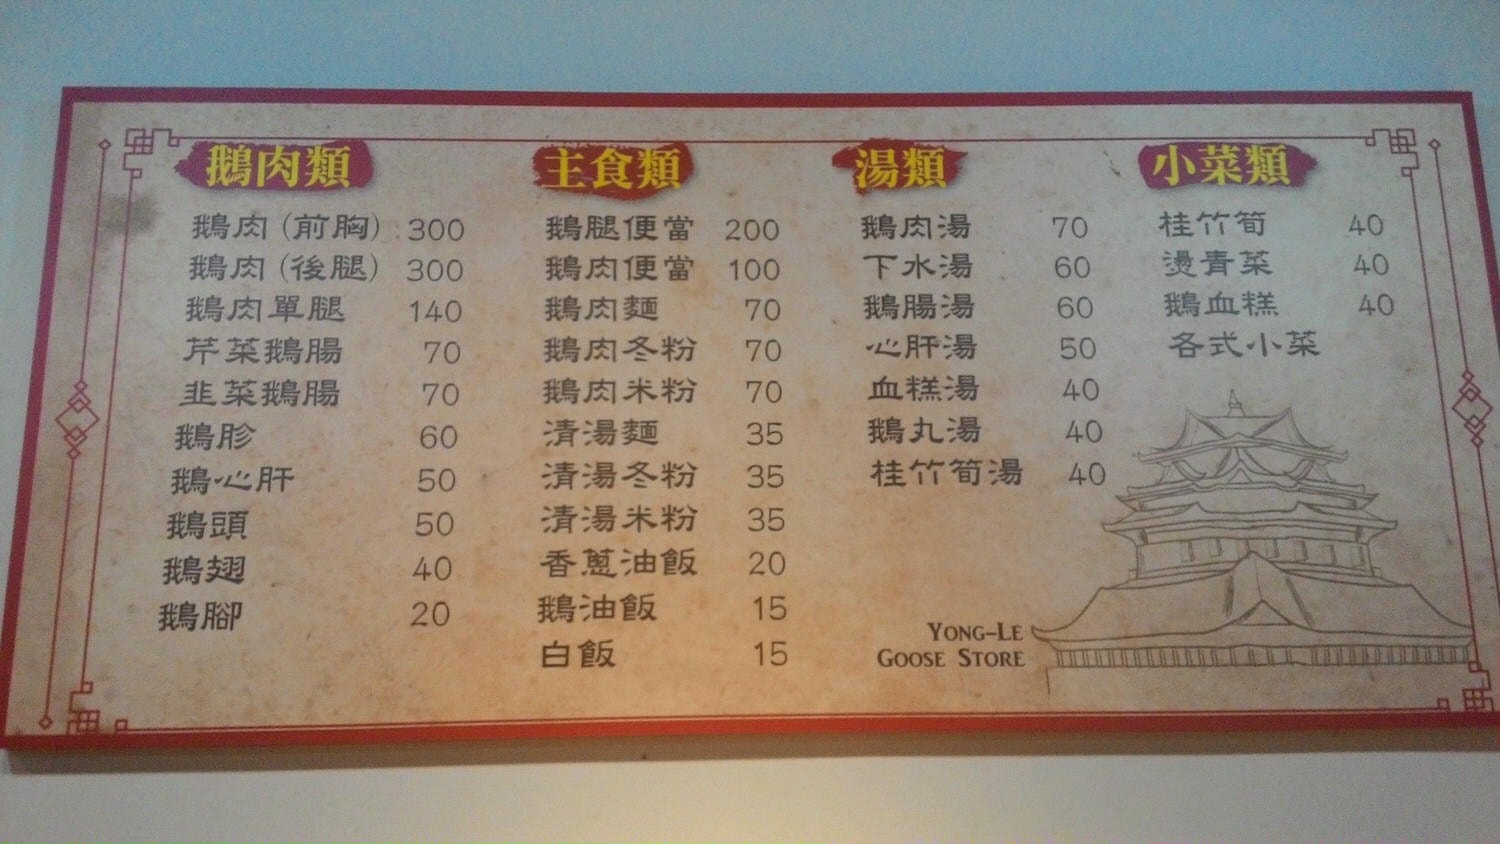 鵝肉類
鵝肉(前胸) 300
鵝肉(後腿) 300
鵝肉單腿 140
芹菜鵝腸 70
韭菜鵝腸 70
鵝胗 60
鵝心肝 50
鵝頭 50
鵝翅 40
鵝腳 20
主食類
鵝腿便當 200
鵝肉便當 100
鵝肉麵 70
鵝肉冬粉 70
鵝肉米粉 70
清湯麵 35
清湯冬粉 35
清湯米粉 35
香蔥油飯 20
鵝油飯 15
白飯 15
湯類
鵝肉湯 70
下水湯 60
鵝腸湯 60
心肝湯 50
血糕湯 40
鵝丸湯 40
桂竹筍湯 40
小菜類
桂竹筍 40
燙青菜 40
鵝血糕 40
各式小菜
YONG-LE
GOOSE STORE